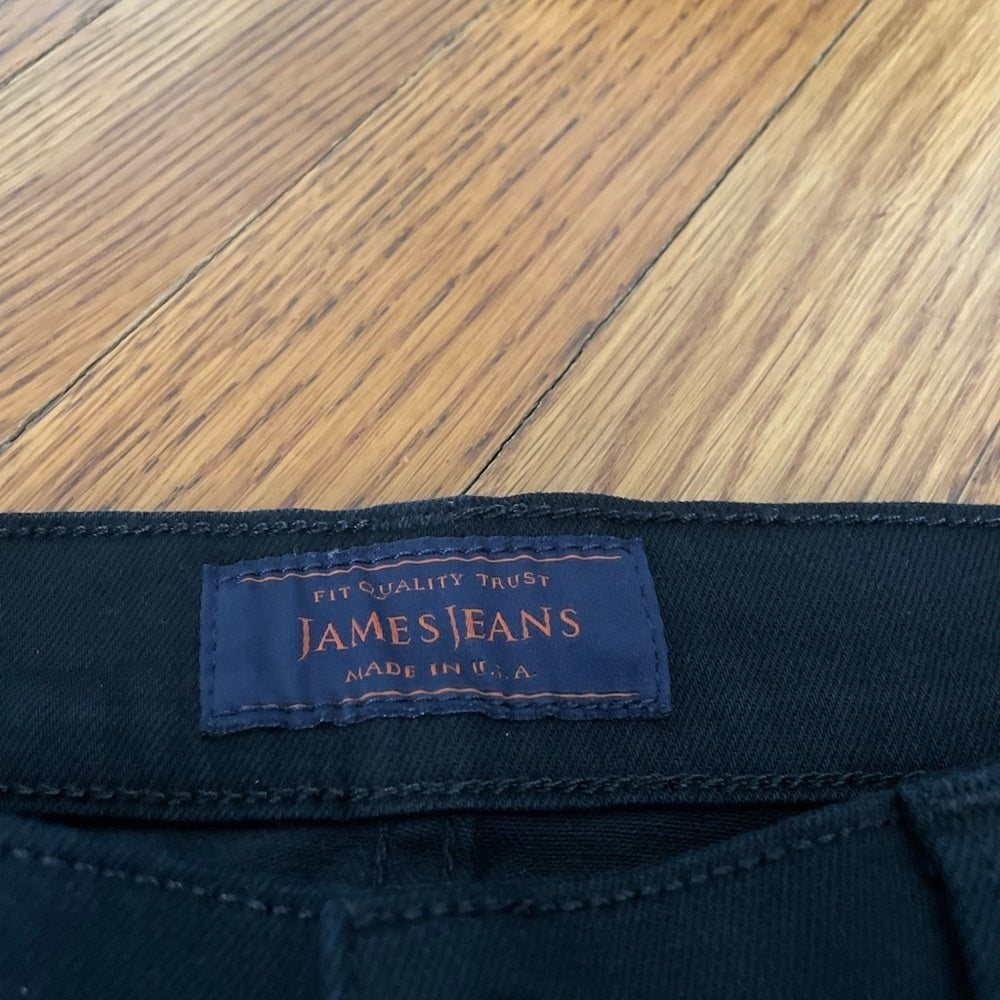 FIT QUALITY TRUST
JAMES JEANS
MADE IN U.S.A.